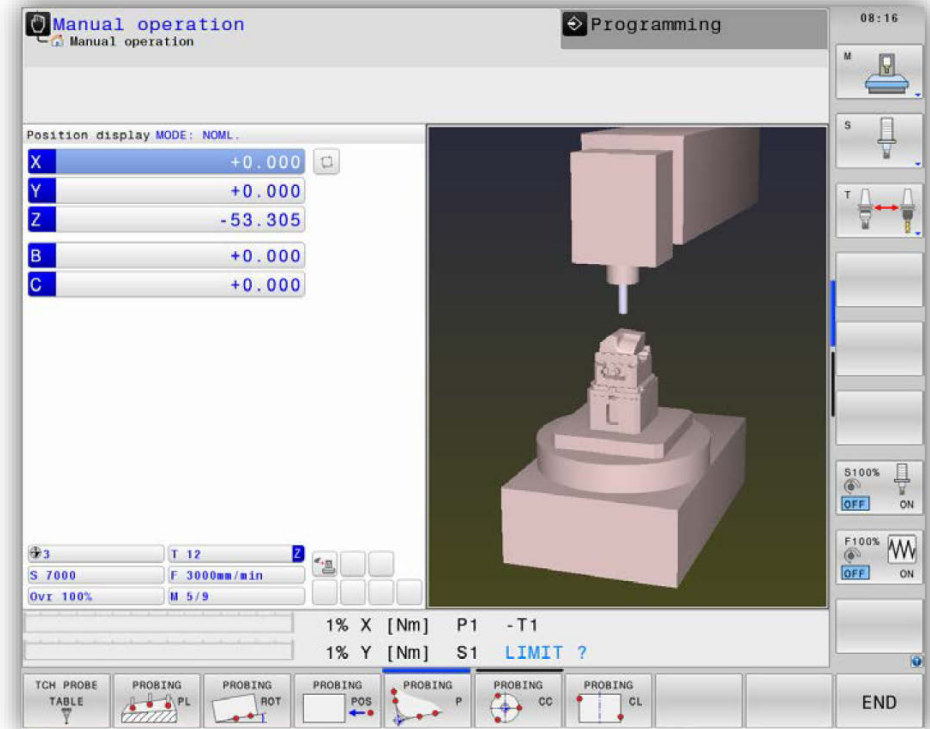 Manual operation
Manual operation
Programming
08:16
Position display MODE: NOML.
X +0.000
Y +0.000
Z -53.305
B +0.000
C +0.000
M
S
T
S100%
OFF ON
F100%
OFF ON
3 T 12 Z
S 7000 F 3000mm/min
Ovr 100% M 5/9
1% X [Nm] P1 -T1
1% Y [Nm] S1 LIMIT ?
TCH PROBE TABLE
PROBING PL
PROBING ROT
PROBING POS
PROBING P
PROBING CC
PROBING CL
END